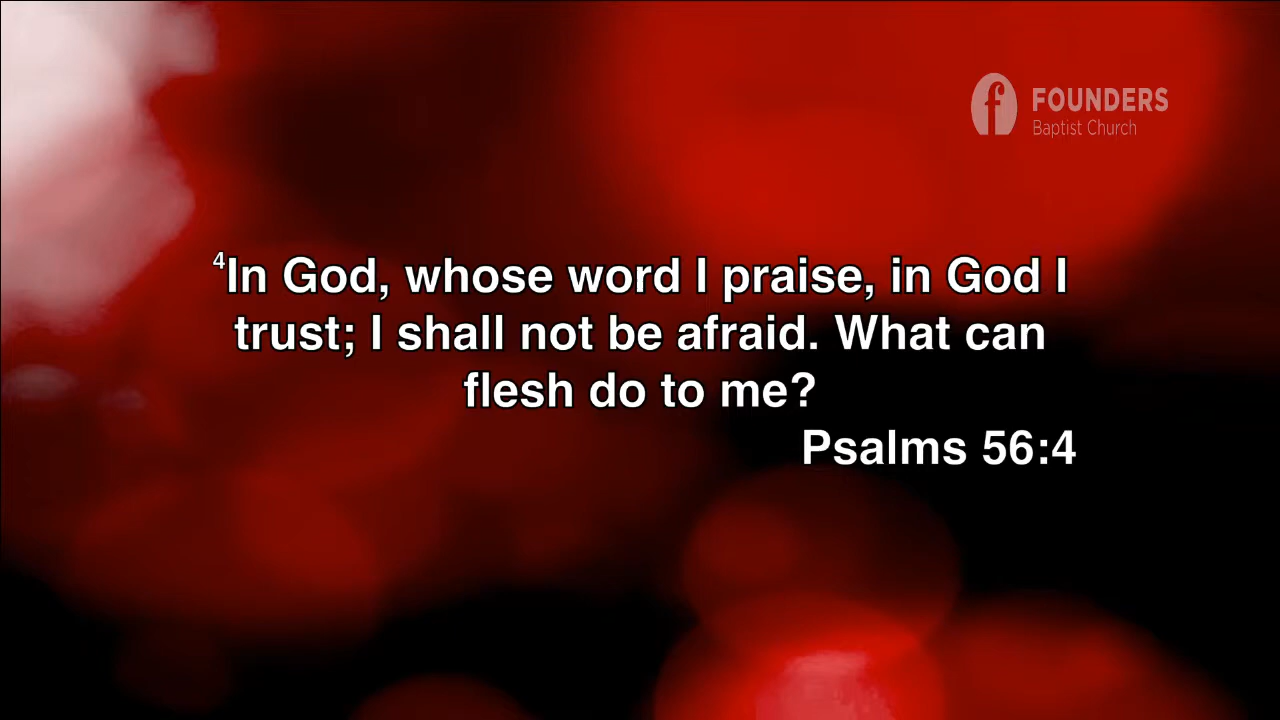 FOUNDERS
Baptist Church
⁴In God, whose word I praise, in God I
trust; I shall not be afraid. What can
flesh do to me?
Psalms 56:4